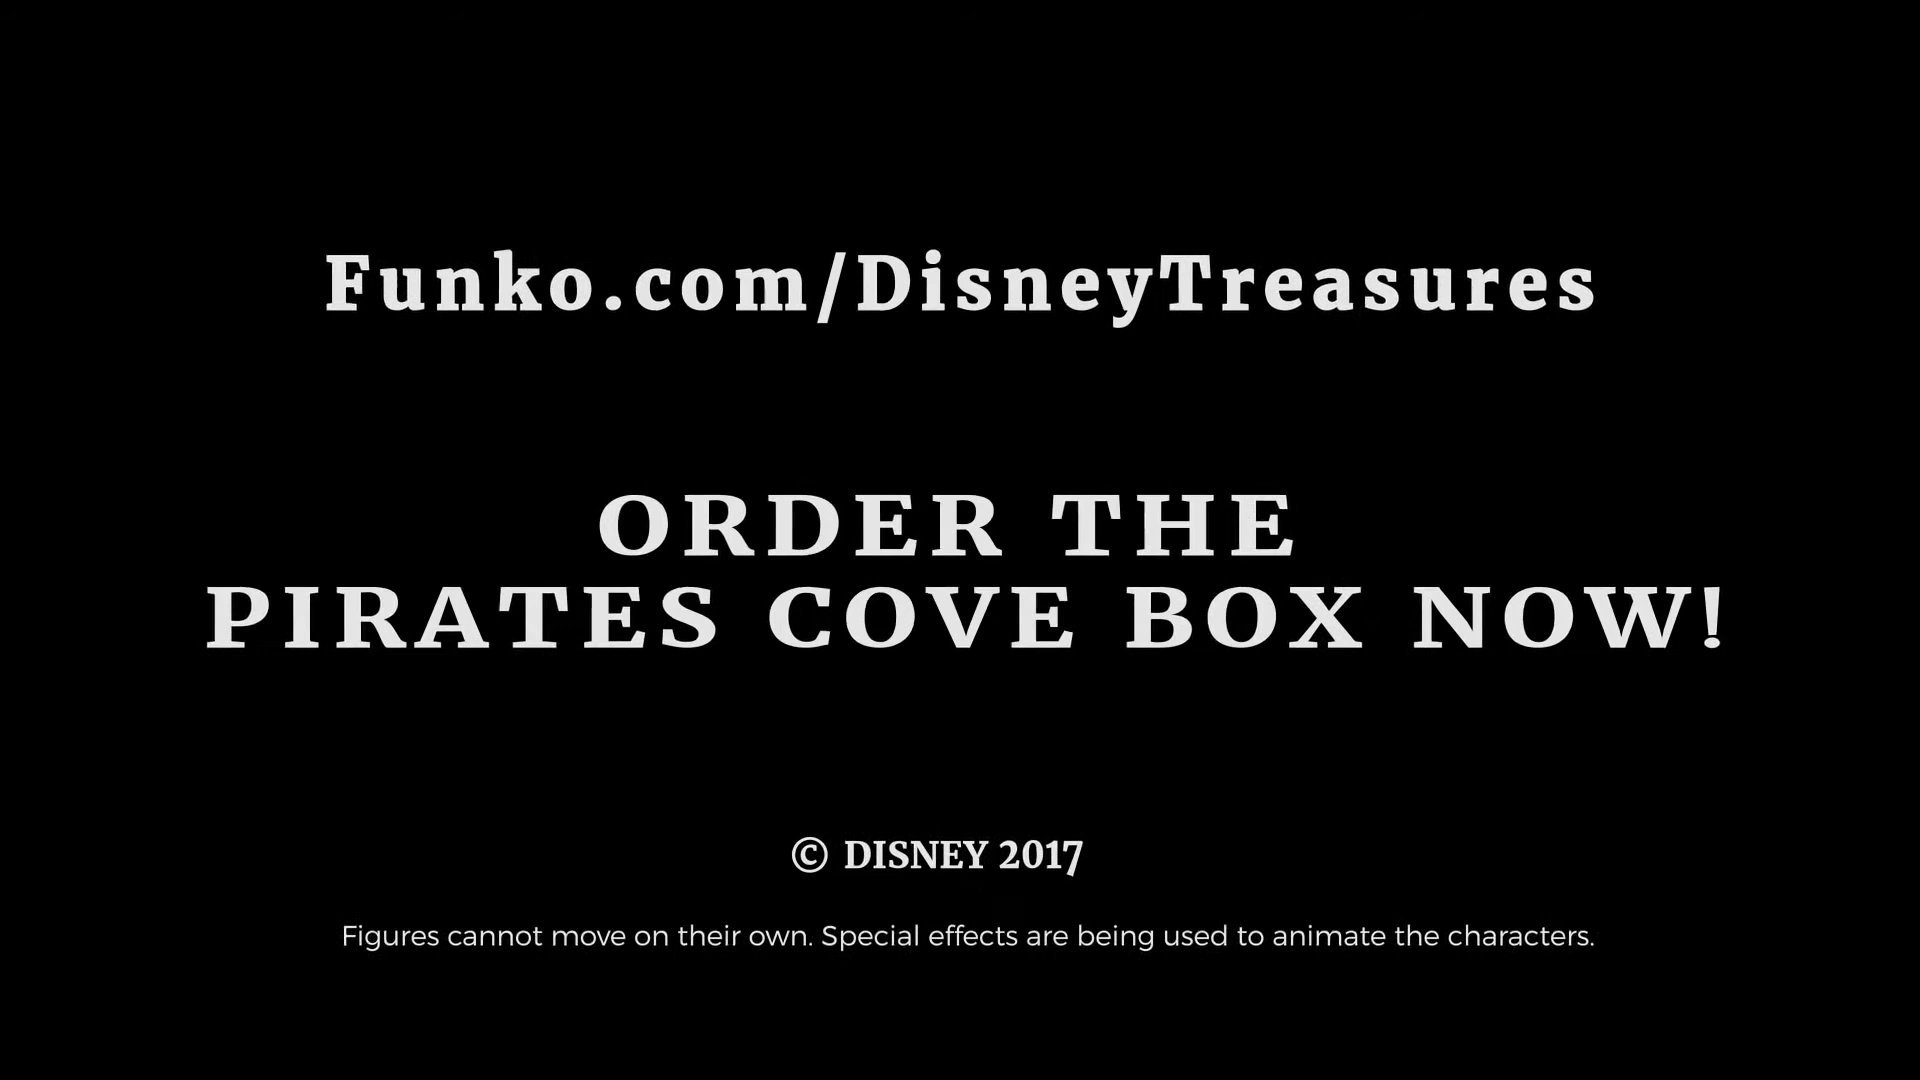 Funko.com/DisneyTreasures
ORDER THE
PIRATES COVE BOX NOW!
© DISNEY 2017
Figures cannot move on their own. Special effects are being used to animate the characters.